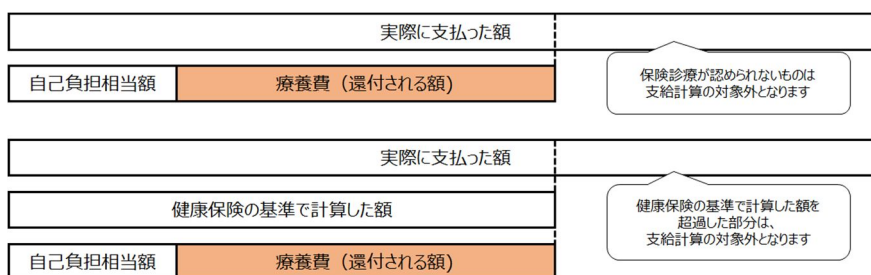 実際に支払った額
自己負担相当額
療養費（還付される額)
保険診療が認められないものは
支給計算の対象外となります
実際に支払った額
健康保険の基準で計算した額
健康保険の基準で計算した額を
超過した部分は、
支給計算の対象外となります
自己負担相当額
療養費（還付される額)